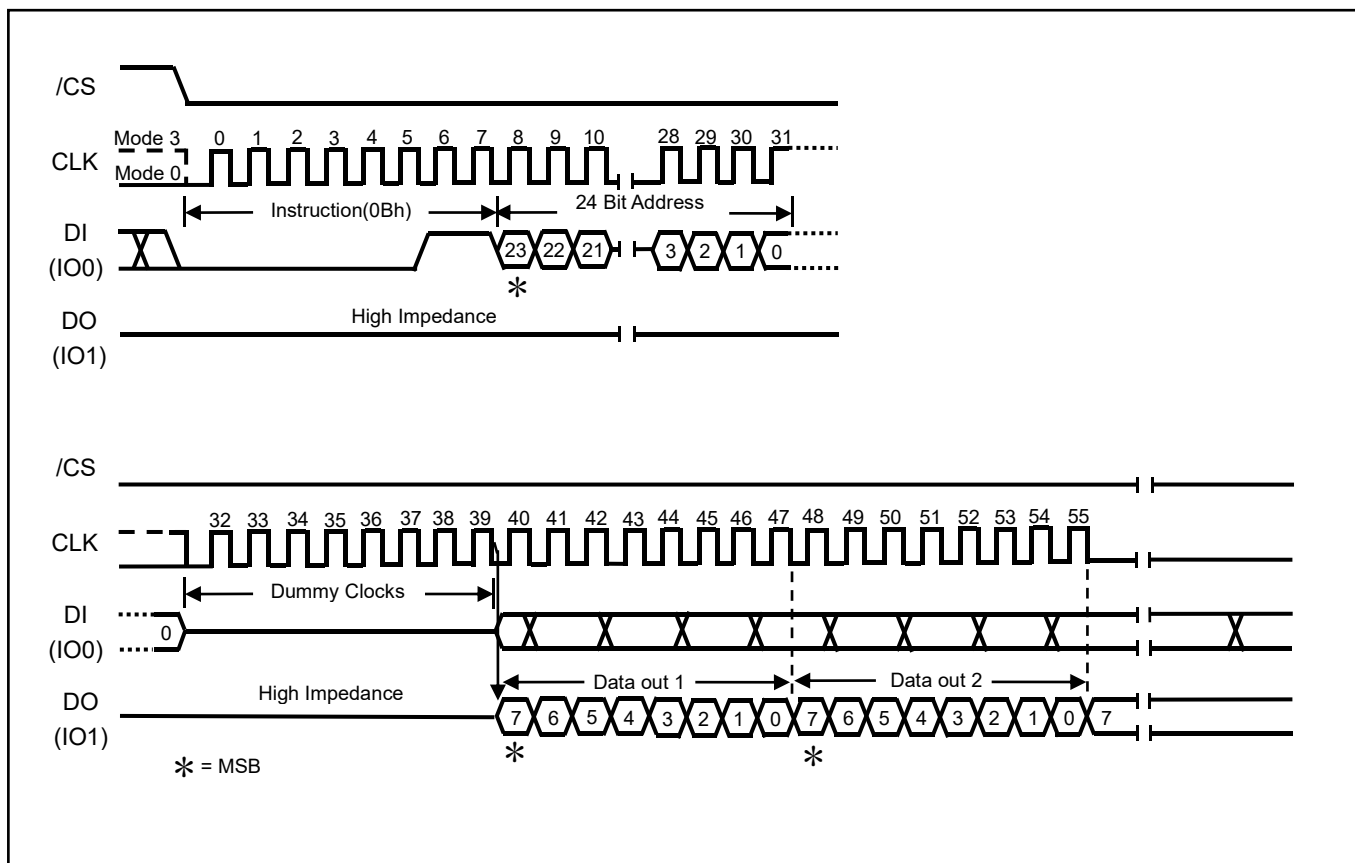 /CS
Mode 3 0 1 2 3 4 5 6 7 8 9 10 28 29 30 31
CLK
Mode 0
Instruction(0Bh) 24 Bit Address
DI
(IO0)
23 22 21 3 2 1 0
*
DO
(IO1)
High Impedance
/CS
32 33 34 35 36 37 38 39 40 41 42 43 44 45 46 47 48 49 50 51 52 53 54 55
CLK
Dummy Clocks
DI
(IO0)
0
High Impedance Data out 1 Data out 2
DO
(IO1)
7 6 5 4 3 2 1 0 7 6 5 4 3 2 1 0 7
* *
* = MSB